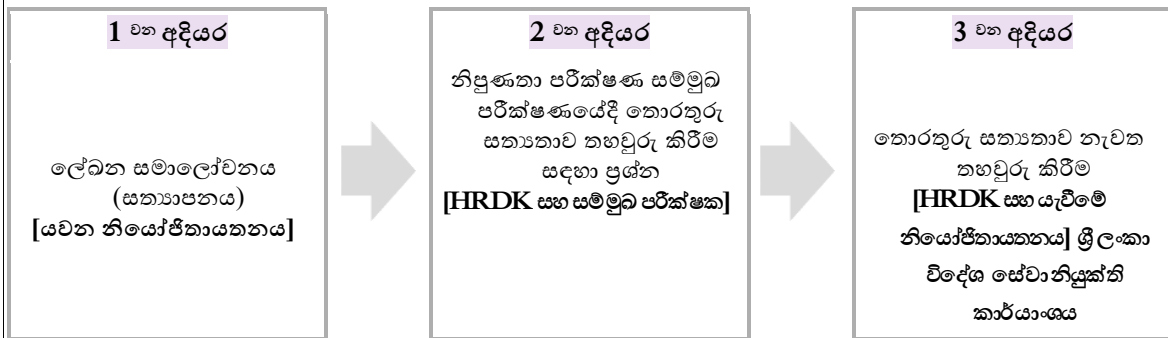 1 වන අදියර
ලේඛන සමාලෝචනය
(සත්‍යාපනය)
[යවන නියෝජිතායතනය]
2 වන අදියර
නිපුණතා පරීක්ෂණ සම්මුඛ
පරීක්ෂණයේදී තොරතුරු
සත්‍යතාව තහවුරු කිරීම
සඳහා ප්‍රශ්න
[HRDK සහ සම්මුඛ පරීක්ෂක]
3 වන අදියර
තොරතුරු සත්‍යතාව නැවත
තහවුරු කිරීම
[HRDK සහ යැවීමේ
නියෝජිතායතනය] ශ්‍රී ලංකා
විදේශ සේවා නියුක්ති
කාර්යාංශය